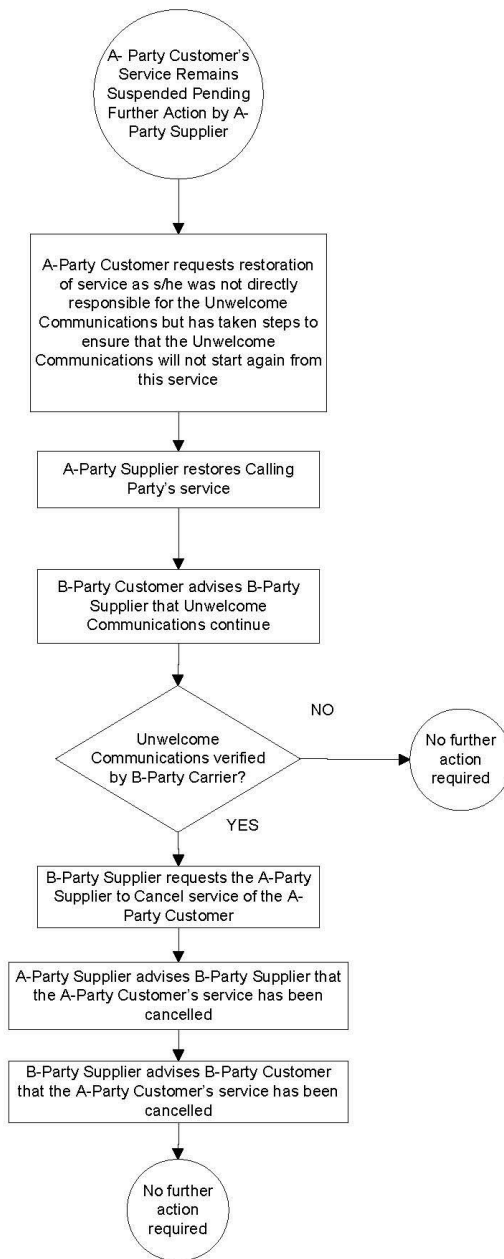 A- Party Customer's
Service Remains
Suspended Pending
Further Action by A-
Party Supplier
A-Party Customer requests restoration
of service as s/he was not directly
responsible for the Unwelcome
Communications but has taken steps to
ensure that the Unwelcome
Communications will not start again from
this service
A-Party Supplier restores Calling
Party's service
B-Party Customer advises B-Party
Supplier that Unwelcome
Communications continue
Unwelcome
Communications verified
by B-Party Carrier?
NO
No further
action
required
YES
B-Party Supplier requests the A-Party
Supplier to Cancel service of the A-
Party Customer
A-Party Supplier advises B-Party Supplier that
the A-Party Customer's service has been
cancelled
B-Party Supplier advises B-Party Customer
that the A-Party Customer's service has been
cancelled
No further
action
required